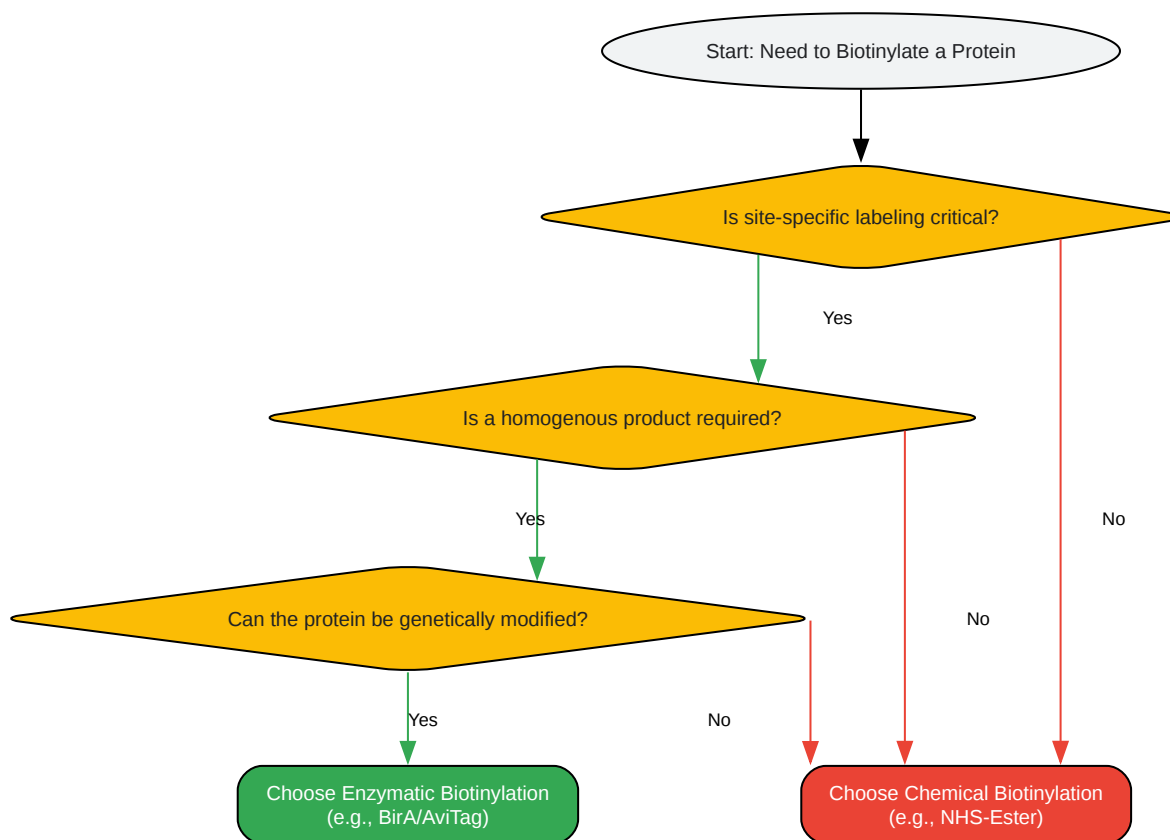 Start: Need to Biotinylate a Protein
Is site-specific labeling critical?
Yes
Is a homogenous product required?
Yes
No
Can the protein be genetically modified?
No
Yes
No
Choose Enzymatic Biotinylation
(e.g., BirA/AviTag)
Choose Chemical Biotinylation
(e.g., NHS-Ester)